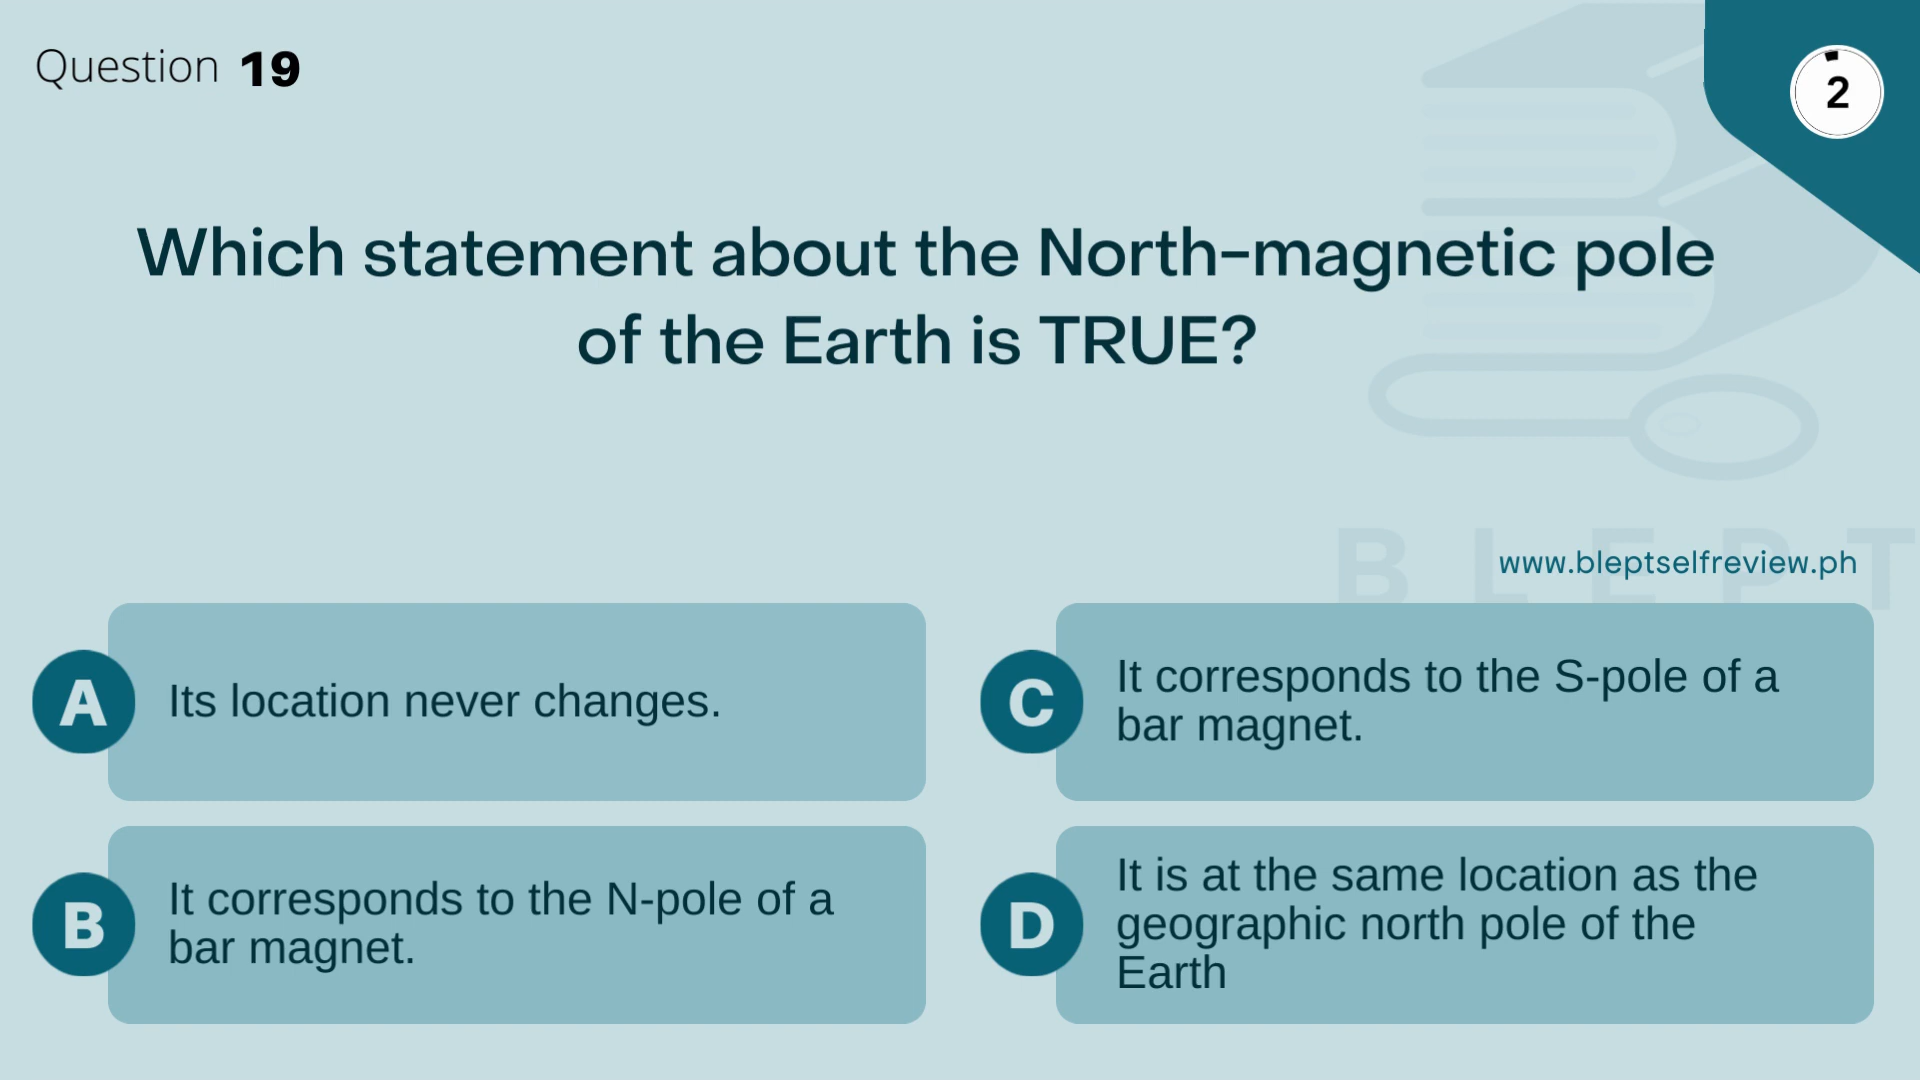 Question 19
2
Which statement about the North-magnetic pole
of the Earth is TRUE?
BLEPT
www.bleptselfreview.ph
A
Its location never changes.
C
It corresponds to the S-pole of a
bar magnet.
B
It corresponds to the N-pole of a
bar magnet.
D
It is at the same location as the
geographic north pole of the
Earth